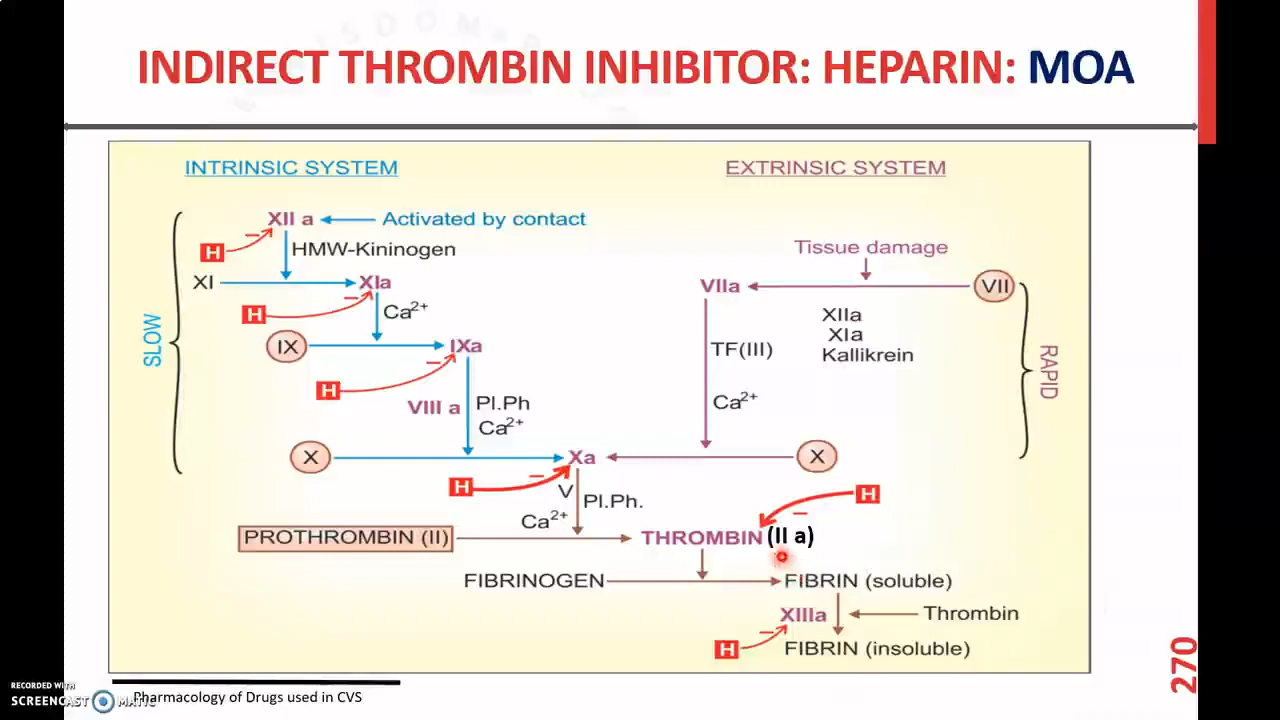 INDIRECT THROMBIN INHIBITOR: HEPARIN: MOA
INTRINSIC SYSTEM
EXTRINSIC SYSTEM
XII a
Activated by contact
H
HMW-Kininogen
Tissue damage
XI
XIa
VIIa
VII
H
Ca2+
XIIa
XIa
Kallikrein
SLOW
IX
IXa
TF(III)
RAPID
H
VIII a
Pl.Ph
Ca2+
Ca2+
X
Xa
X
H
V
Pl.Ph.
H
Ca2+
PROTHROMBIN (II)
THROMBIN (II a)
FIBRINOGEN
FIBRIN (soluble)
XIIIa
Thrombin
H
FIBRIN (insoluble)
270
RECORDED WITH
SCREENCAST MATIC
Pharmacology of Drugs used in CVS